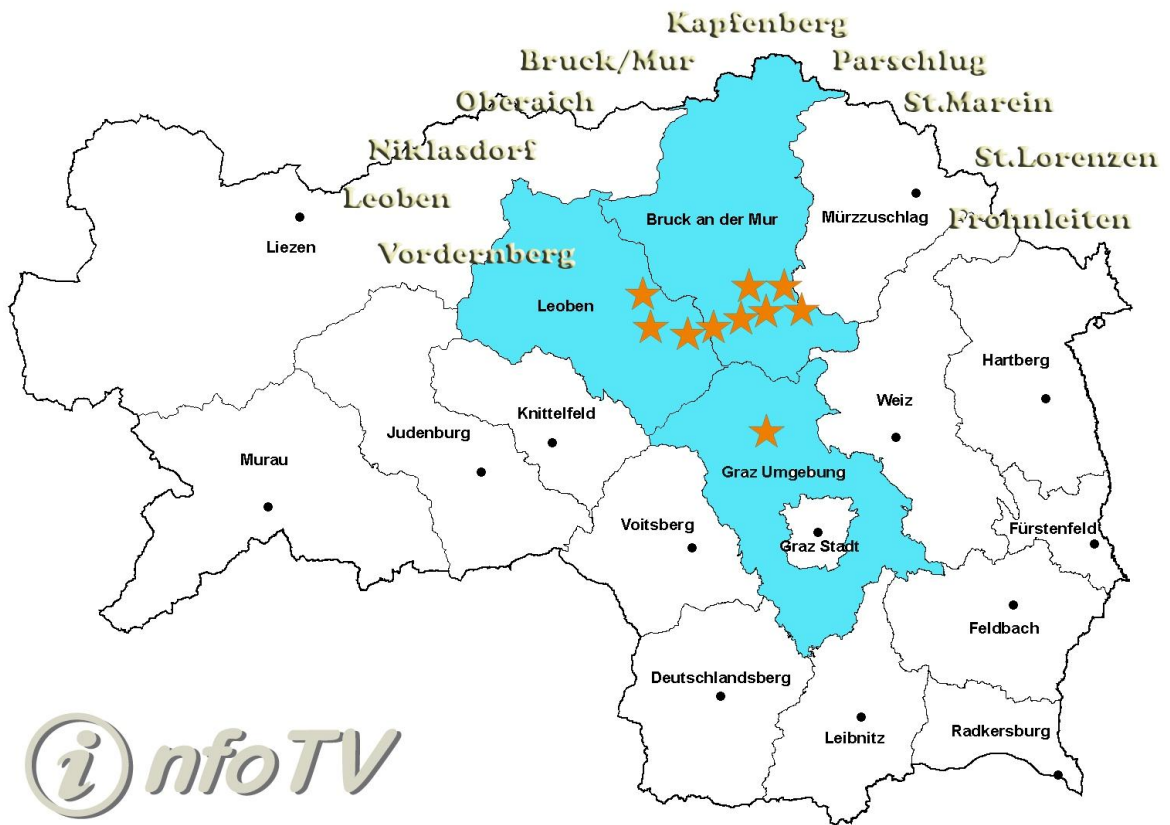 Kapfenberg
Bruck/Mur
Parschlug
Oberaich
St.Marein
Niklasdorf
St.Lorenzen
Leoben
Frohnleiten
Vordernberg
Liezen
Bruck an der Mur
Mürzzuschlag
Leoben
Hartberg
Weiz
Knittelfeld
Judenburg
Murau
Graz Umgebung
Voitsberg
Graz Stadt
Fürstenfeld
Feldbach
Deutschlandsberg
Leibnitz
Radkersburg
i nfoTV